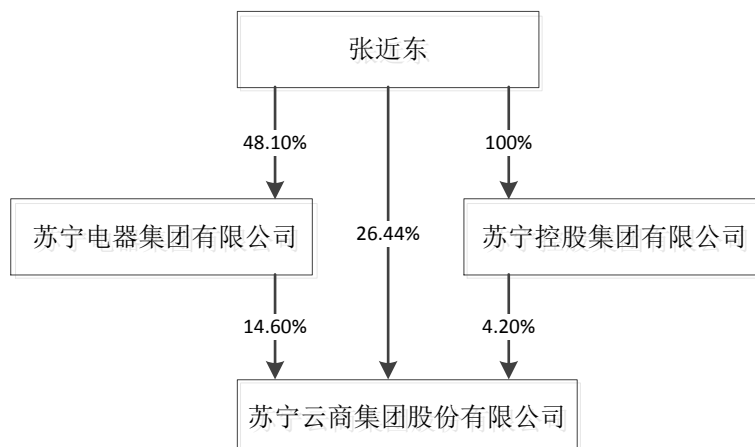 张近东
48.10%
100%
苏宁电器集团有限公司
26.44%
苏宁控股集团有限公司
14.60%
4.20%
苏宁云商集团股份有限公司